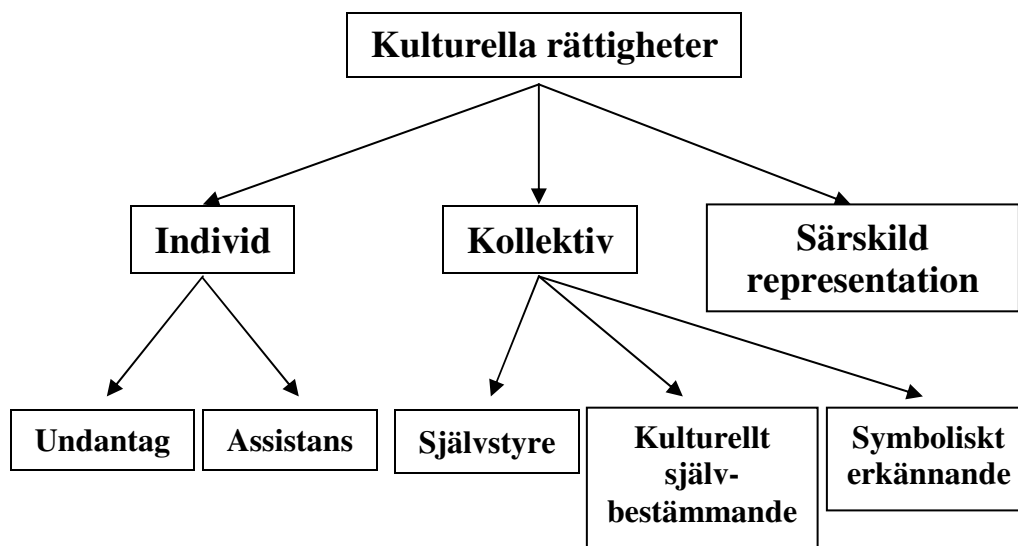 Kulturella rättigheter
Individ
Kollektiv
Särskild
representation
Undantag
Assistans
Självstyre
Kulturellt
själv-
bestämmande
Symboliskt
erkännande